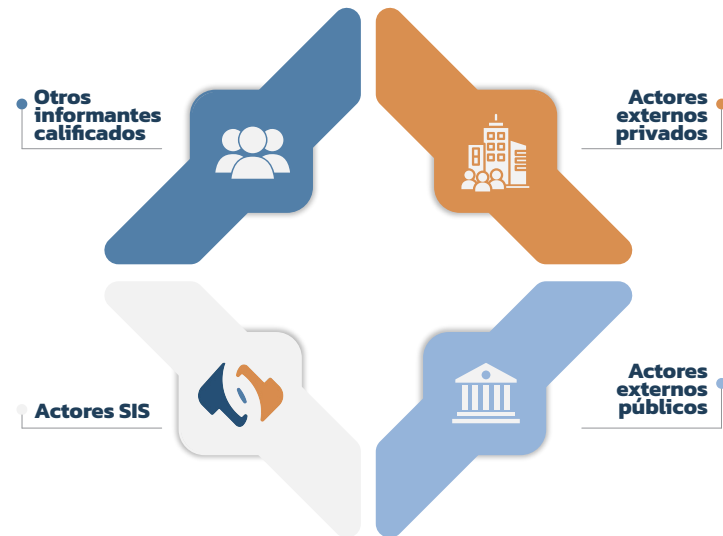 Otros
informantes
calificados
Actores
externos
privados
Actores SIS
Actores
externos
públicos